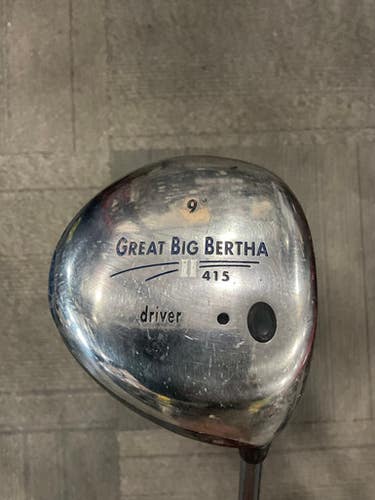 9°
GREAT BIG BERTHA
II 415
driver